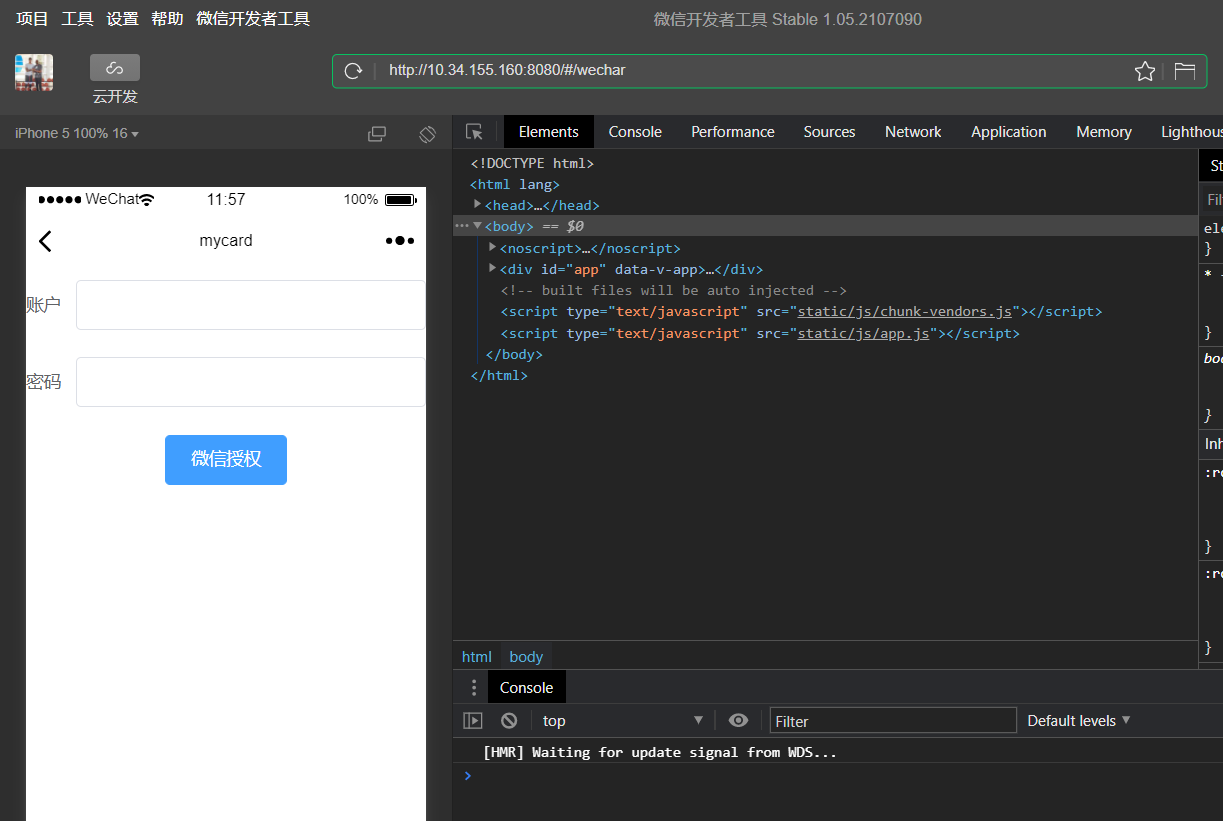 项目 工具 设置 帮助 微信开发者工具 微信开发者工具 Stable 1.05.2107090
云开发
http://10.34.155.160:8080/#/wechar
iPhone 5 100% 16
WeChat 11:57 100%
mycard
账户
密码
微信授权
Elements Console Performance Sources Network Application Memory Lighthous
<!DOCTYPE html>
<html lang>
<head>…</head>
<body> == $0
<noscript>…</noscript>
<div id="app" data-v-app>…</div>
<!-- built files will be auto injected -->
<script type="text/javascript" src="static/js/chunk-vendors.js"></script>
<script type="text/javascript" src="static/js/app.js"></script>
</body>
</html>
St
Fil
ele
}
*
}
boo
}
Inh
:ro
}
:ro
}
html body
Console
top Filter Default levels
[HMR] Waiting for update signal from WDS...